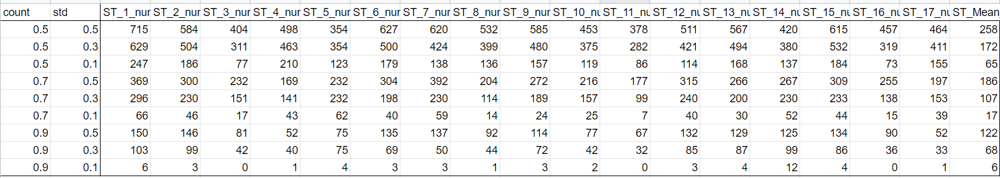 count std ST_1_nur ST_2_nur ST_3_nur ST_4_nur ST_5_nur ST_6_nur ST_7_nur ST_8_nur ST_9_nur ST_10_nu ST_11_nu ST_12_nu ST_13_nu ST_14_nu ST_15_nu ST_16_nu ST_17_nu ST_Mean
0.5 0.5 715 584 404 498 354 627 620 532 585 453 378 511 567 420 615 457 464 258
0.5 0.3 629 504 311 463 354 500 424 399 480 375 282 421 494 380 532 319 411 172
0.5 0.1 247 186 77 210 123 179 138 136 157 119 86 114 168 137 184 73 155 65
0.7 0.5 369 300 232 169 232 304 392 204 272 216 177 315 266 267 309 255 197 186
0.7 0.3 296 230 151 141 232 198 230 114 189 157 99 240 200 230 233 138 153 107
0.7 0.1 66 46 17 43 62 40 59 14 24 25 7 40 30 52 44 15 39 17
0.9 0.5 150 146 81 52 75 135 137 92 114 77 67 132 129 125 134 90 52 122
0.9 0.3 103 99 42 40 75 69 50 44 72 42 32 85 87 99 86 36 33 68
0.9 0.1 6 3 0 1 4 3 3 1 3 2 0 3 4 12 4 0 1 6